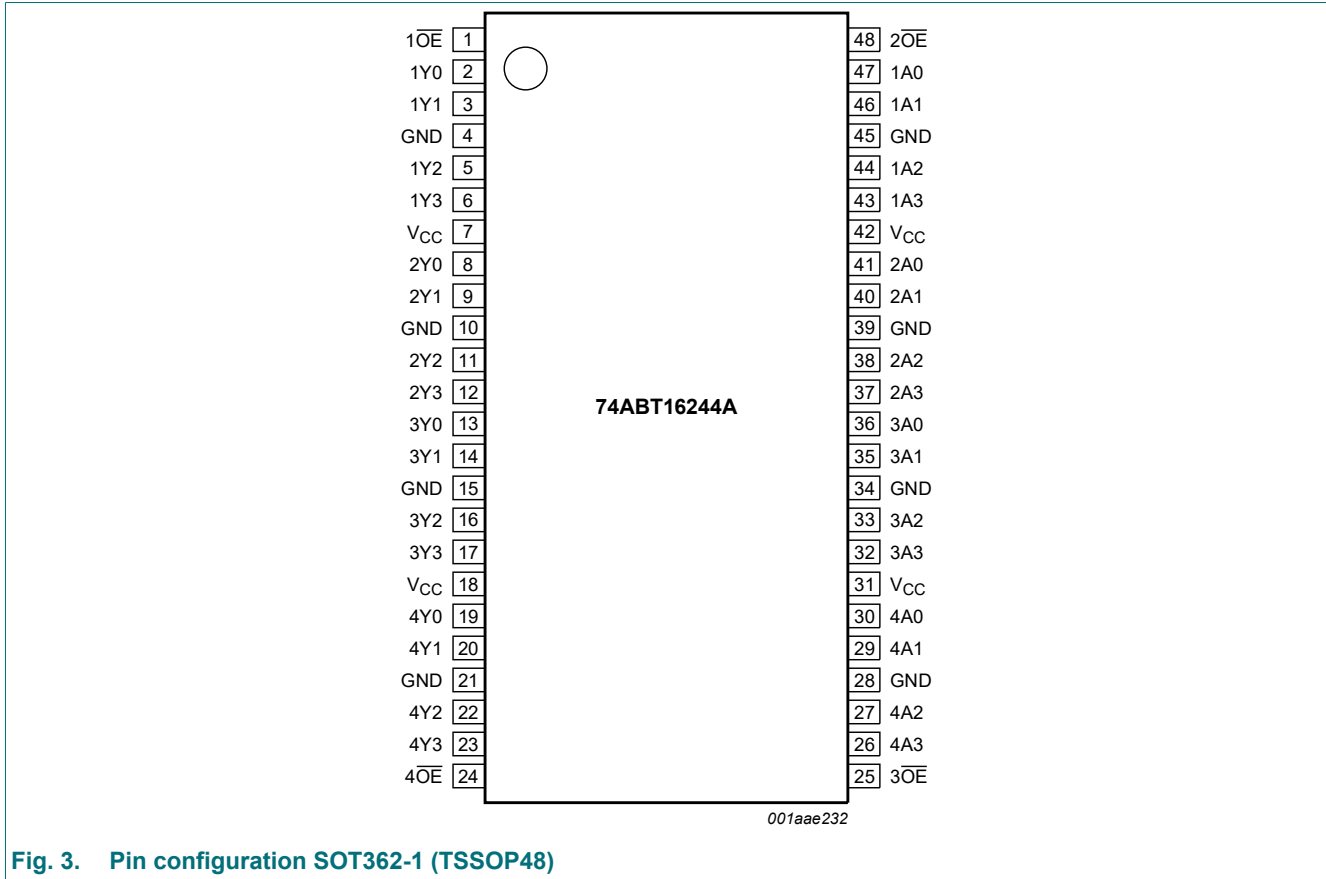 1O̅E̅ 1 48 2O̅E̅
1Y0 2 47 1A0
1Y1 3 46 1A1
GND 4 45 GND
1Y2 5 44 1A2
1Y3 6 43 1A3
VCC 7 42 VCC
2Y0 8 41 2A0
2Y1 9 40 2A1
GND 10 39 GND
2Y2 11 38 2A2
2Y3 12 37 2A3
74ABT16244A
3Y0 13 36 3A0
3Y1 14 35 3A1
GND 15 34 GND
3Y2 16 33 3A2
3Y3 17 32 3A3
VCC 18 31 VCC
4Y0 19 30 4A0
4Y1 20 29 4A1
GND 21 28 GND
4Y2 22 27 4A2
4Y3 23 26 4A3
4O̅E̅ 24 25 3O̅E̅
001aae232
Fig. 3. Pin configuration SOT362-1 (TSSOP48)